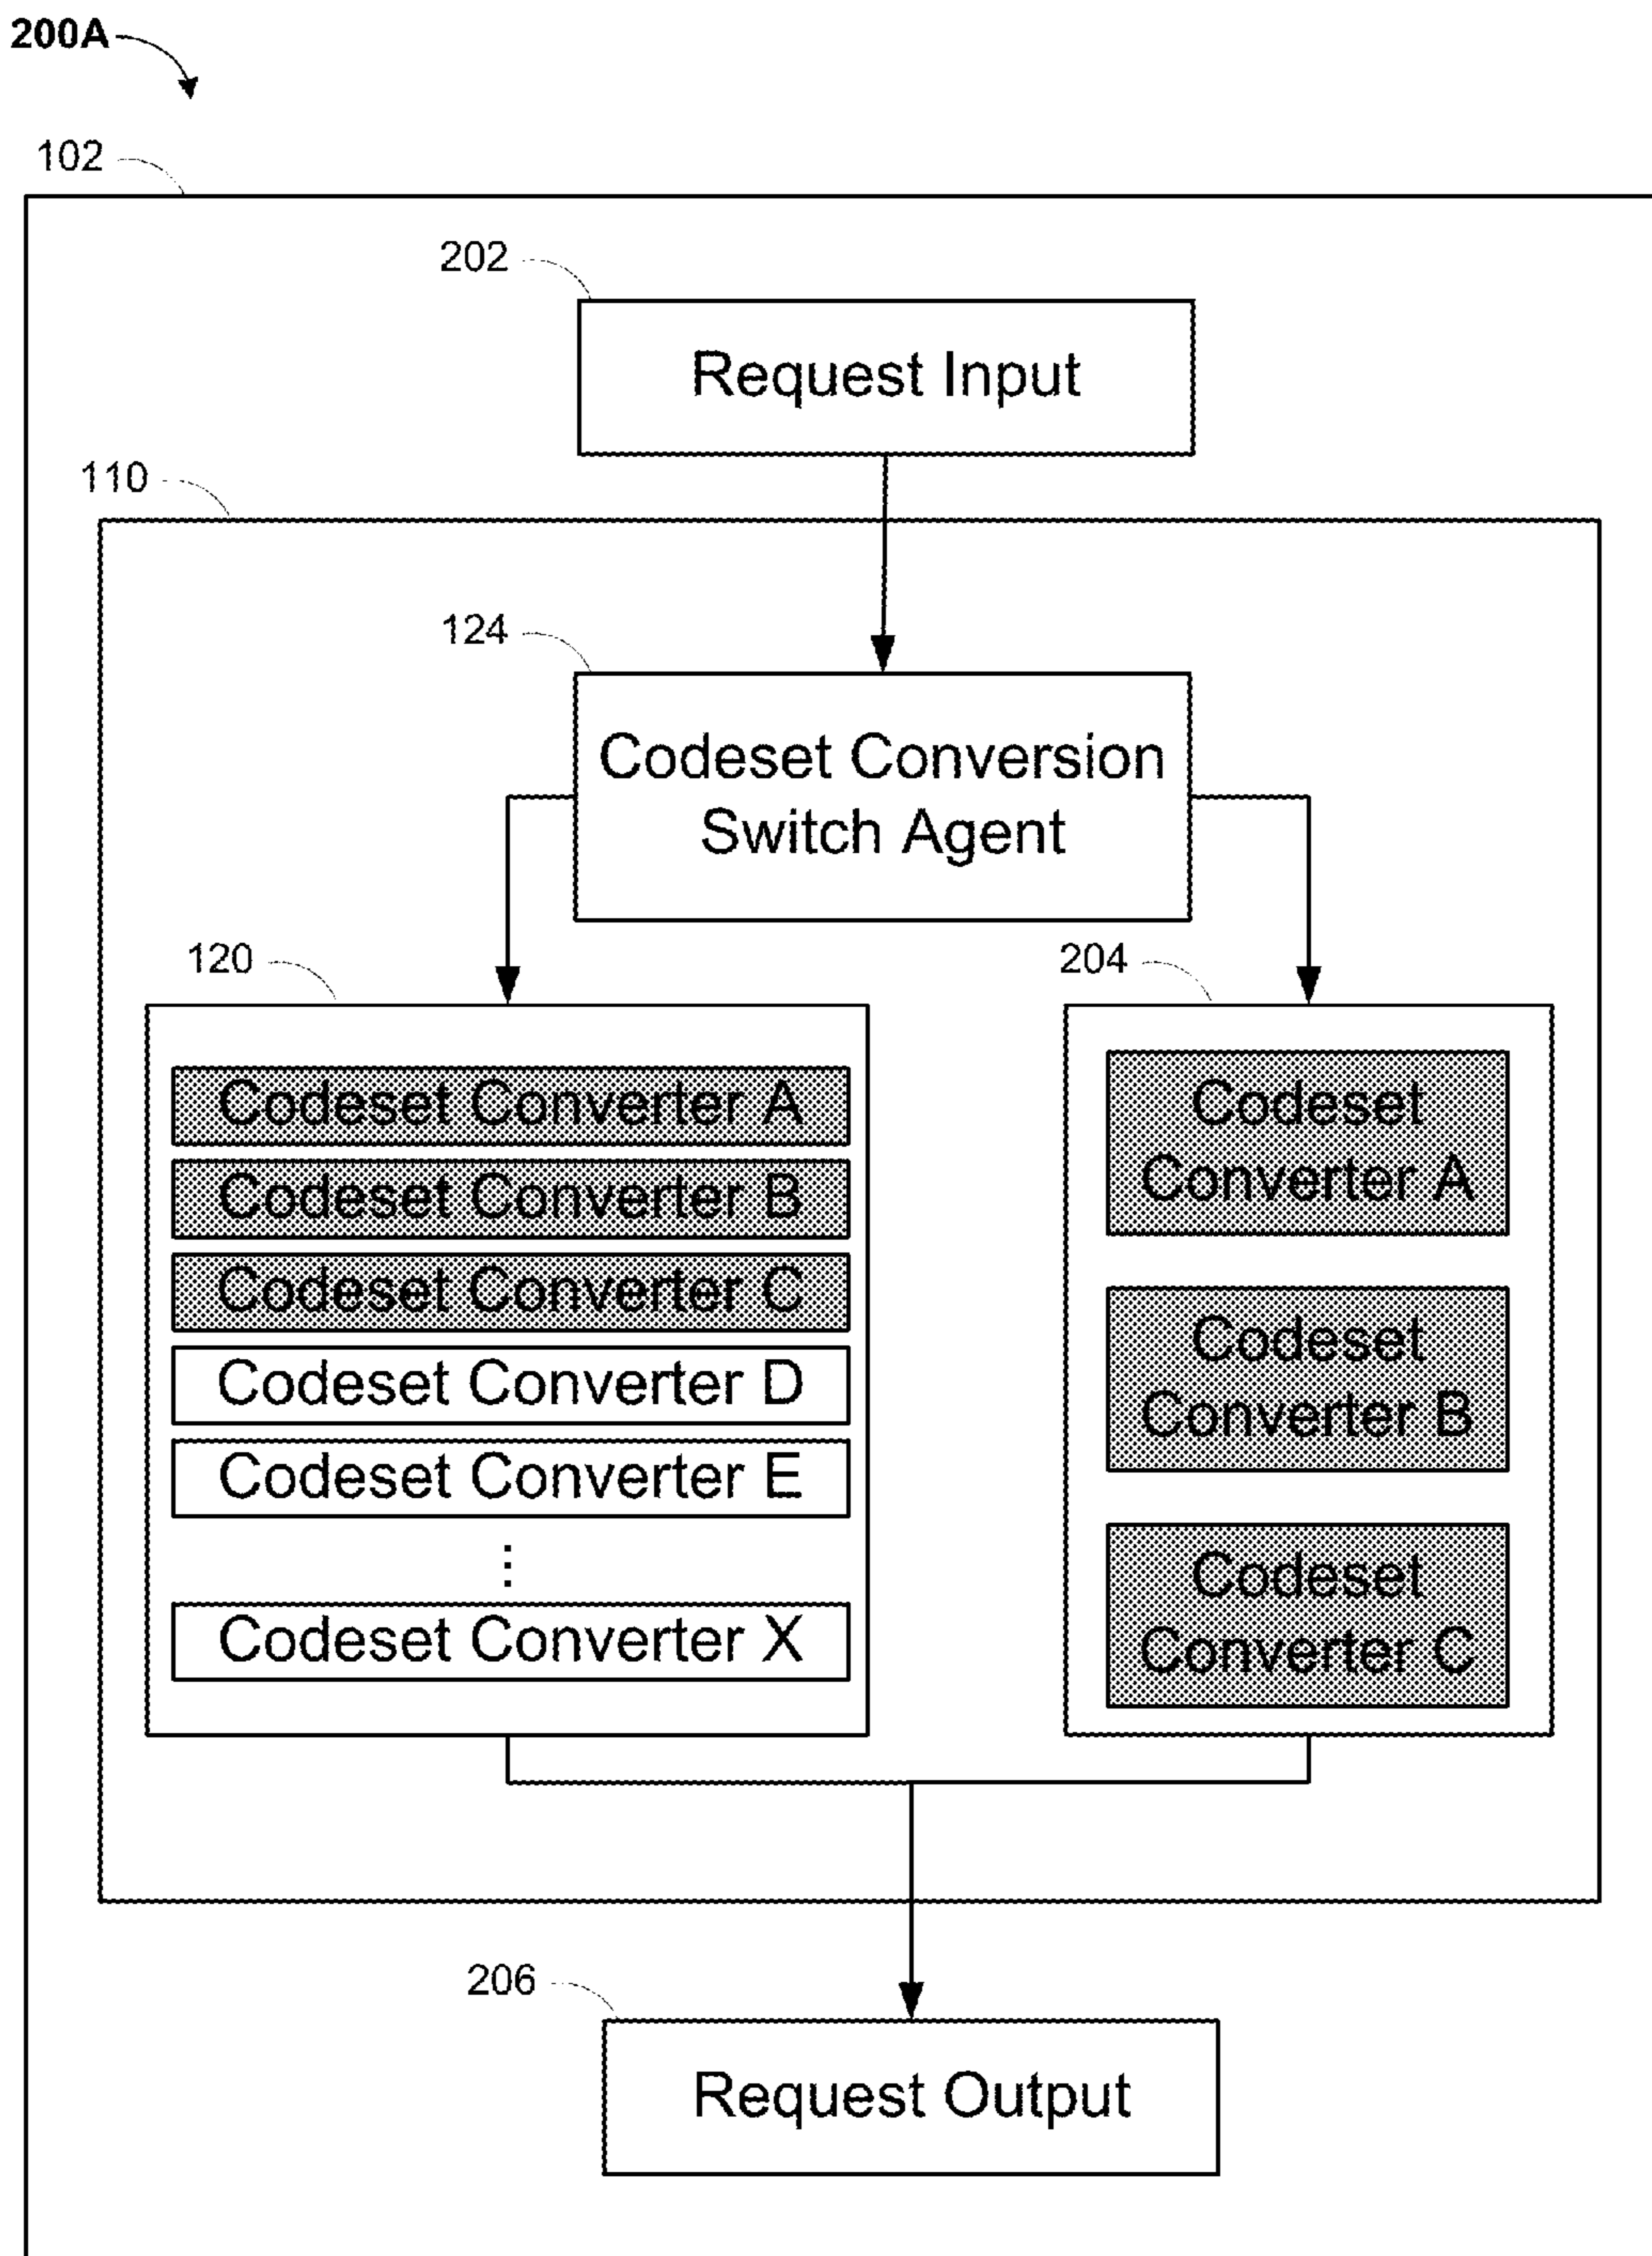 200A
102
202
Request Input
110
124
Codeset Conversion
Switch Agent
120
204
Codeset Converter A
Codeset Converter B
Codeset Converter C
Codeset Converter D
Codeset Converter E
⋮
Codeset Converter X
Codeset
Converter A
Codeset
Converter B
Codeset
Converter C
206
Request Output